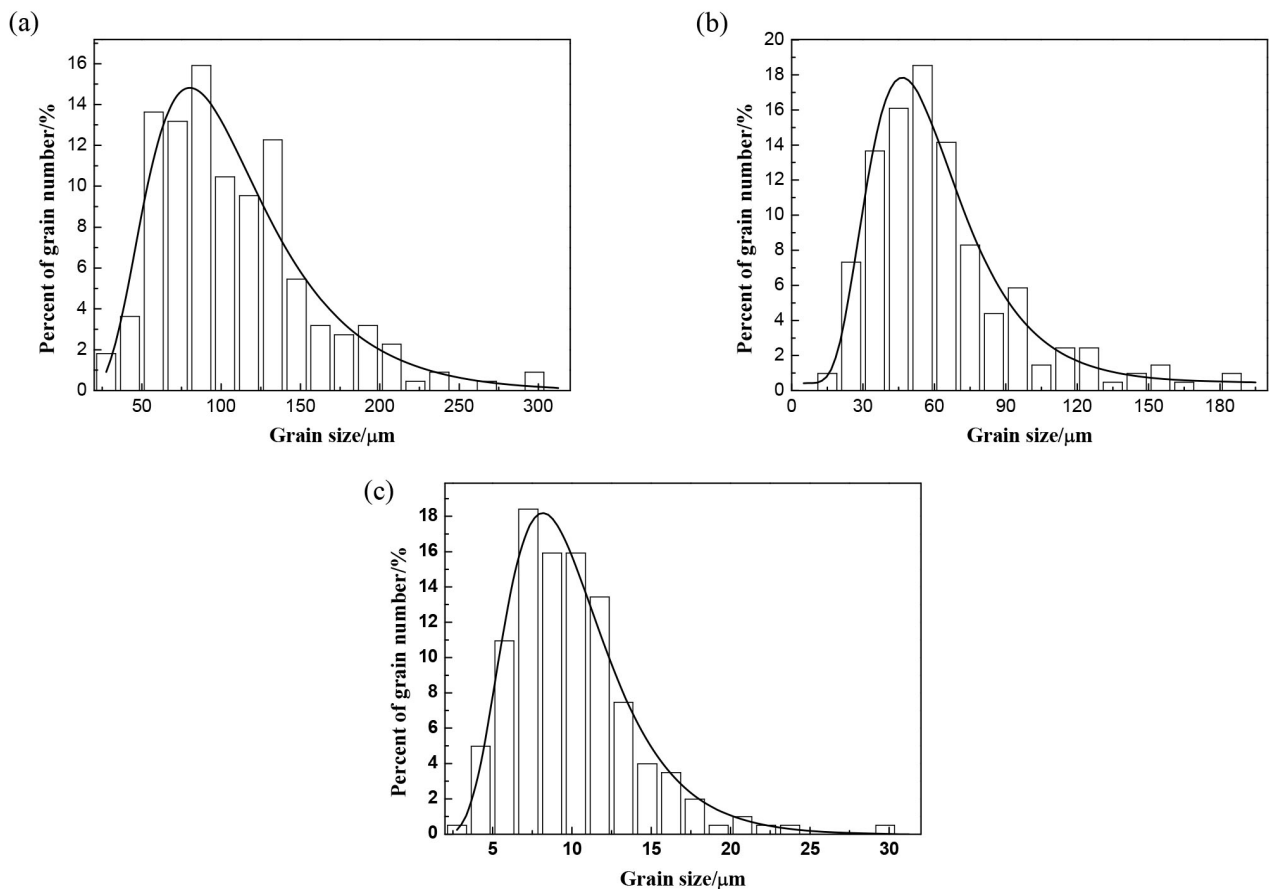 (a)
Percent of grain number/%
16
14
12
10
8
6
4
2
0
50 100 150 200 250 300
Grain size/μm
(b)
Percent of grain number/%
20
18
16
14
12
10
8
6
4
2
0
0 30 60 90 120 150 180
Grain size/μm
(c)
Percent of grain number/%
18
16
14
12
10
8
6
4
2
0
5 10 15 20 25 30
Grain size/μm